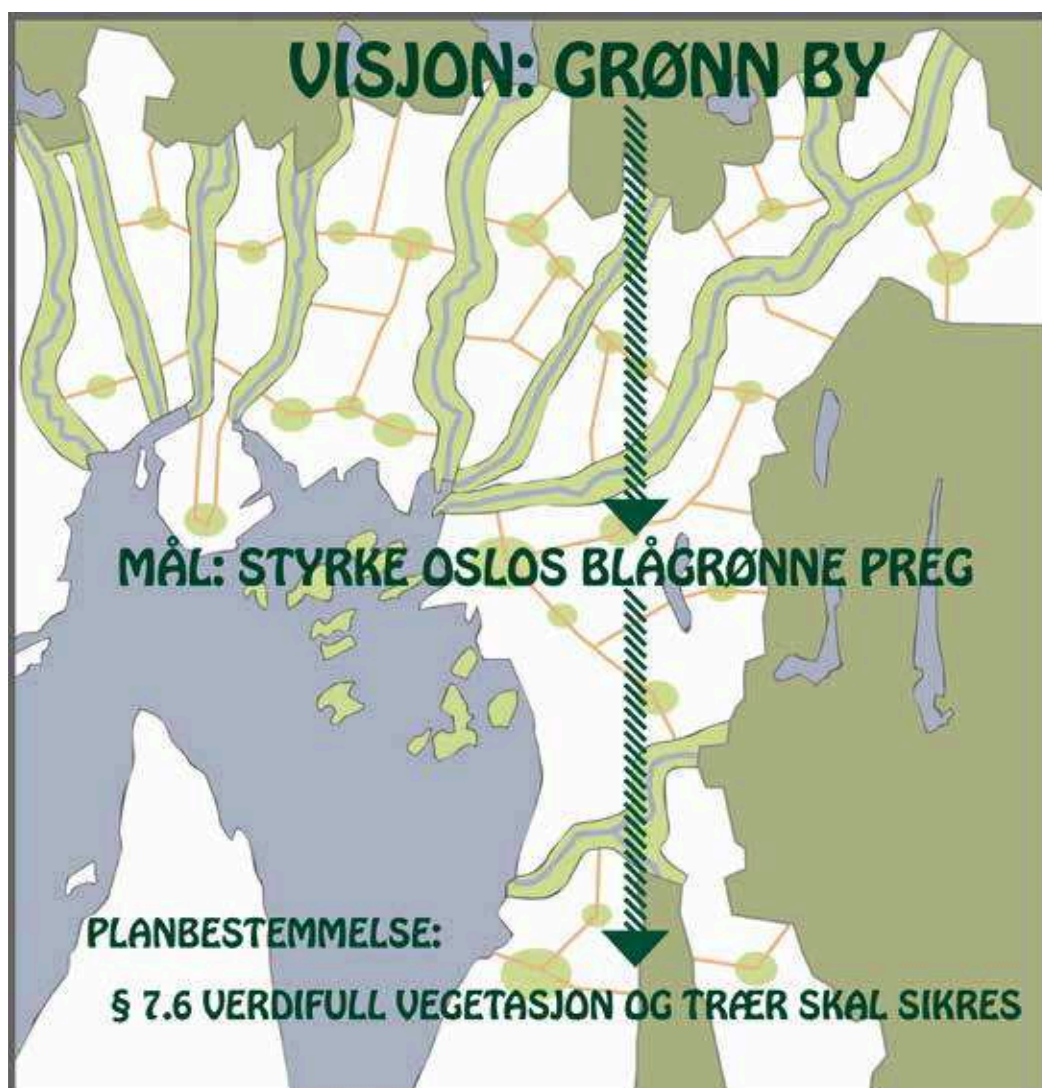 VISJON: GRØNN BY
MÅL: STYRKE OSLOS BLÅGRØNNE PREG
PLANBESTEMMELSE:
§ 7.6 VERDIFULL VEGETASJON OG TRÆR SKAL SIKRES